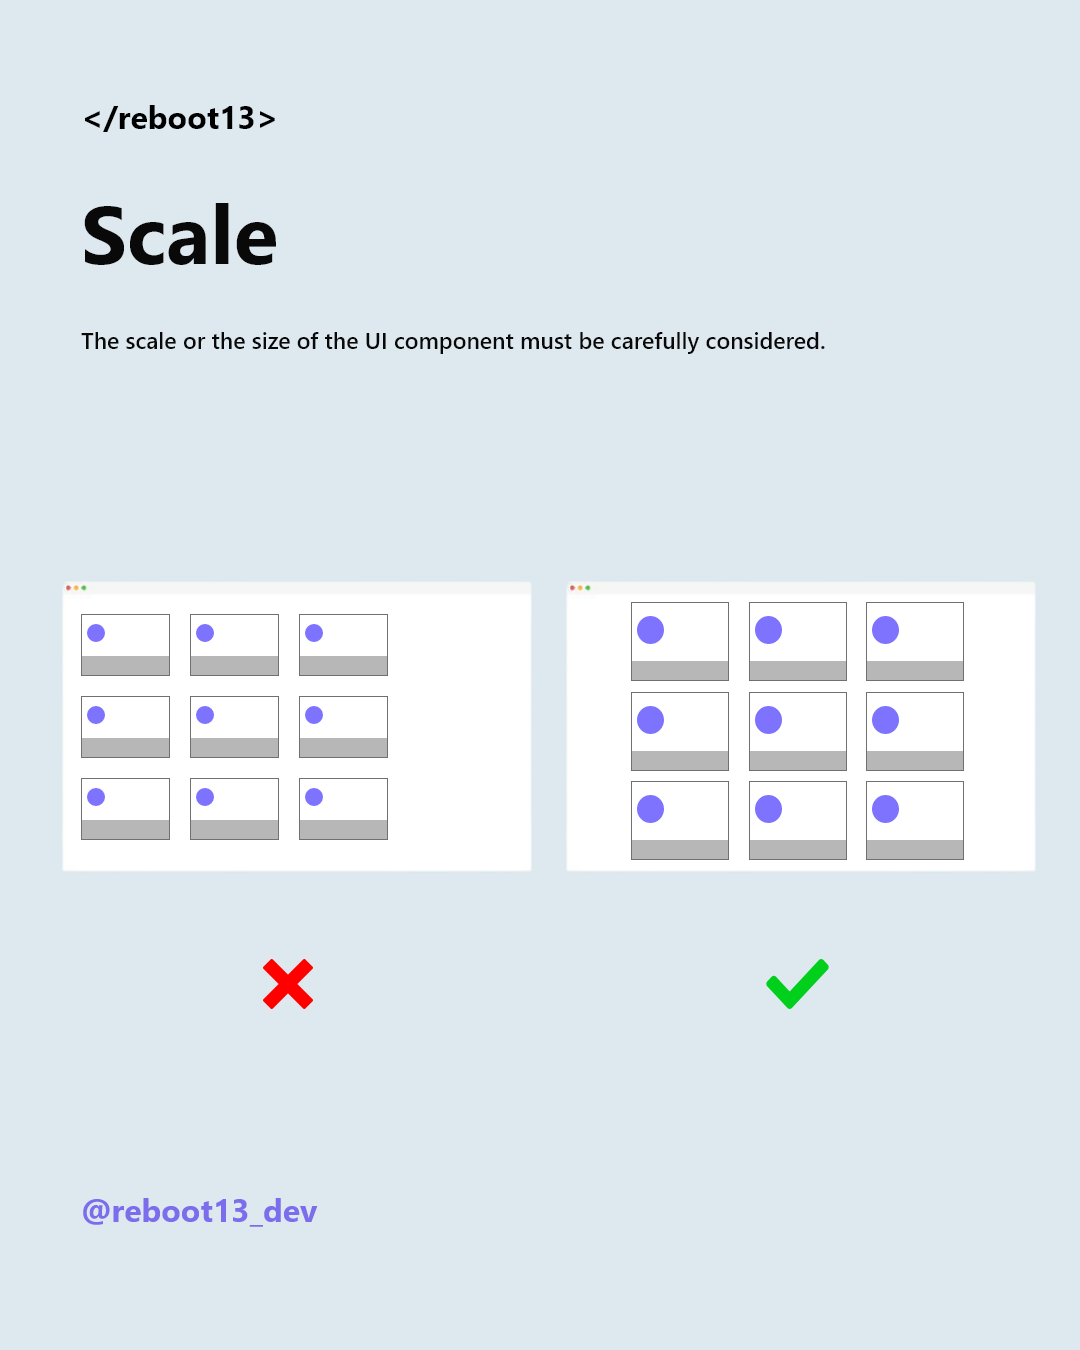 </reboot13>
Scale
The scale or the size of the UI component must be carefully considered.
@reboot13_dev